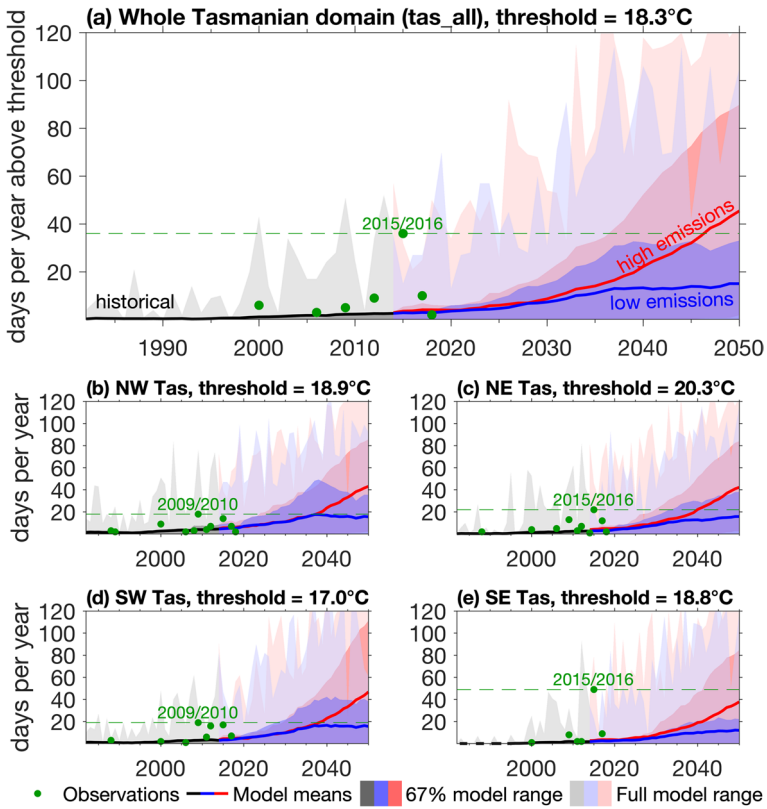 (a) Whole Tasmanian domain (tas_all), threshold = 18.3°C
days per year above threshold
120
100
80
60
40
20
2015/2016
high emissions
low emissions
historical
1990 2000 2010 2020 2030 2040 2050
(b) NW Tas, threshold = 18.9°C
days per year
120
100
80
60
40
20
2009/2010
2000 2020 2040
(c) NE Tas, threshold = 20.3°C
120
100
80
60
40
20
2015/2016
2000 2020 2040
(d) SW Tas, threshold = 17.0°C
days per year
120
100
80
60
40
20
2009/2010
2000 2020 2040
(e) SE Tas, threshold = 18.8°C
120
100
80
60
40
20
2015/2016
2000 2020 2040
Observations Model means 67% model range Full model range